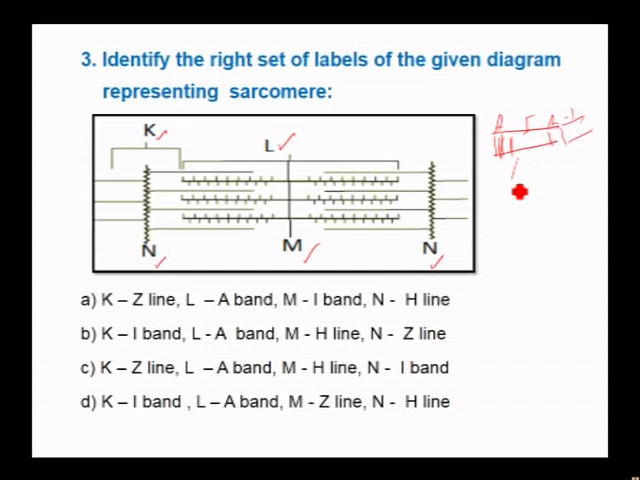 3. Identify the right set of labels of the given diagram
representing sarcomere:
K
L
N
M
N
a) K – Z line, L – A band, M - I band, N - H line
b) K – I band, L - A band, M - H line, N - Z line
c) K – Z line, L – A band, M - H line, N - I band
d) K – I band , L – A band, M - Z line, N - H line